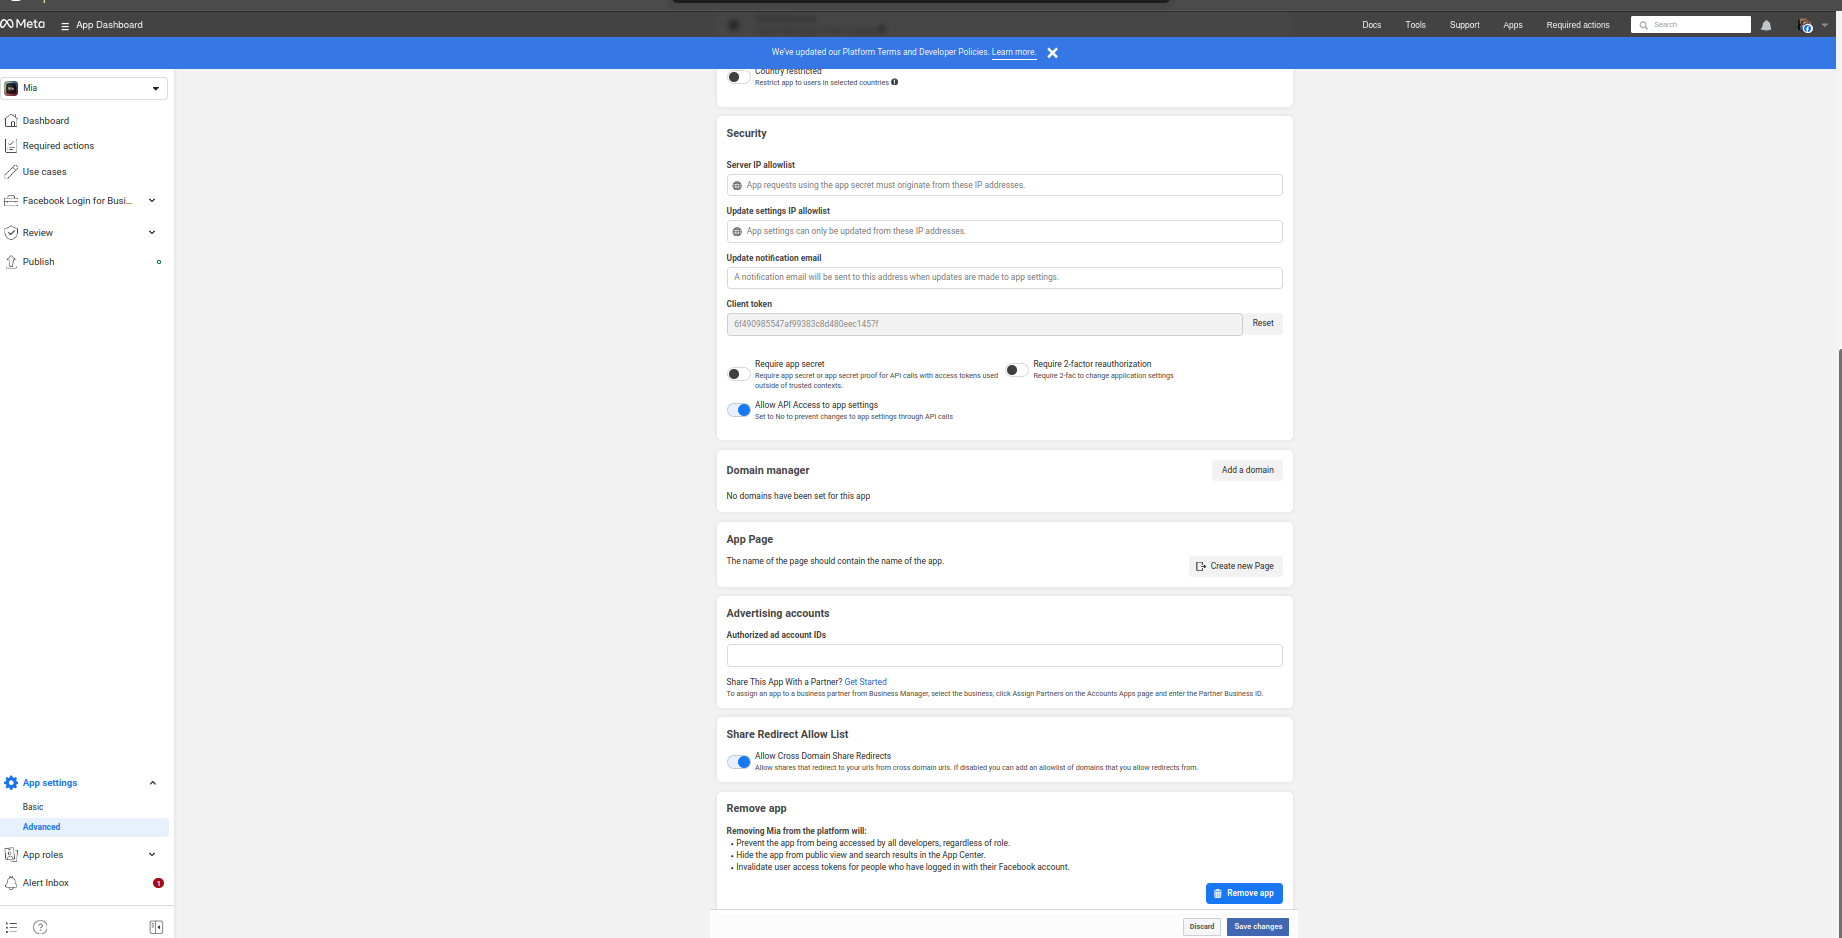 Meta
App Dashboard
Docs
Tools
Support
Apps
Required actions
Search
We've updated our Platform Terms and Developer Policies. Learn more.
Mia
Dashboard
Required actions
Use cases
Facebook Login for Busi...
Review
Publish
App settings
Basic
Advanced
App roles
Alert Inbox
1
Country restricted
Restrict app to users in selected countries
Security
Server IP allowlist
App requests using the app secret must originate from these IP addresses.
Update settings IP allowlist
App settings can only be updated from these IP addresses.
Update notification email
A notification email will be sent to this address when updates are made to app settings.
Client token
6f490985547af99383c8d480eec1457f
Reset
Require app secret
Require app secret or app secret proof for API calls with access tokens used
outside of trusted contexts.
Require 2-factor reauthorization
Require 2-fac to change application settings
Allow API Access to app settings
Set to No to prevent changes to app settings through API calls
Domain manager
Add a domain
No domains have been set for this app
App Page
The name of the page should contain the name of the app.
Create new Page
Advertising accounts
Authorized ad account IDs
Share This App With a Partner? Get Started
To assign an app to a business partner from Business Manager, select the business, click Assign Partners on the Accounts Apps page and enter the Partner Business ID.
Share Redirect Allow List
Allow Cross Domain Share Redirects
Allow shares that redirect to your urls from cross domain urls. If disabled you can add an allowlist of domains that you allow redirects from.
Remove app
Removing Mia from the platform will:
• Prevent the app from being accessed by all developers, regardless of role.
• Hide the app from public view and search results in the App Center.
• Invalidate user access tokens for people who have logged in with their Facebook account.
Remove app
Discard
Save changes